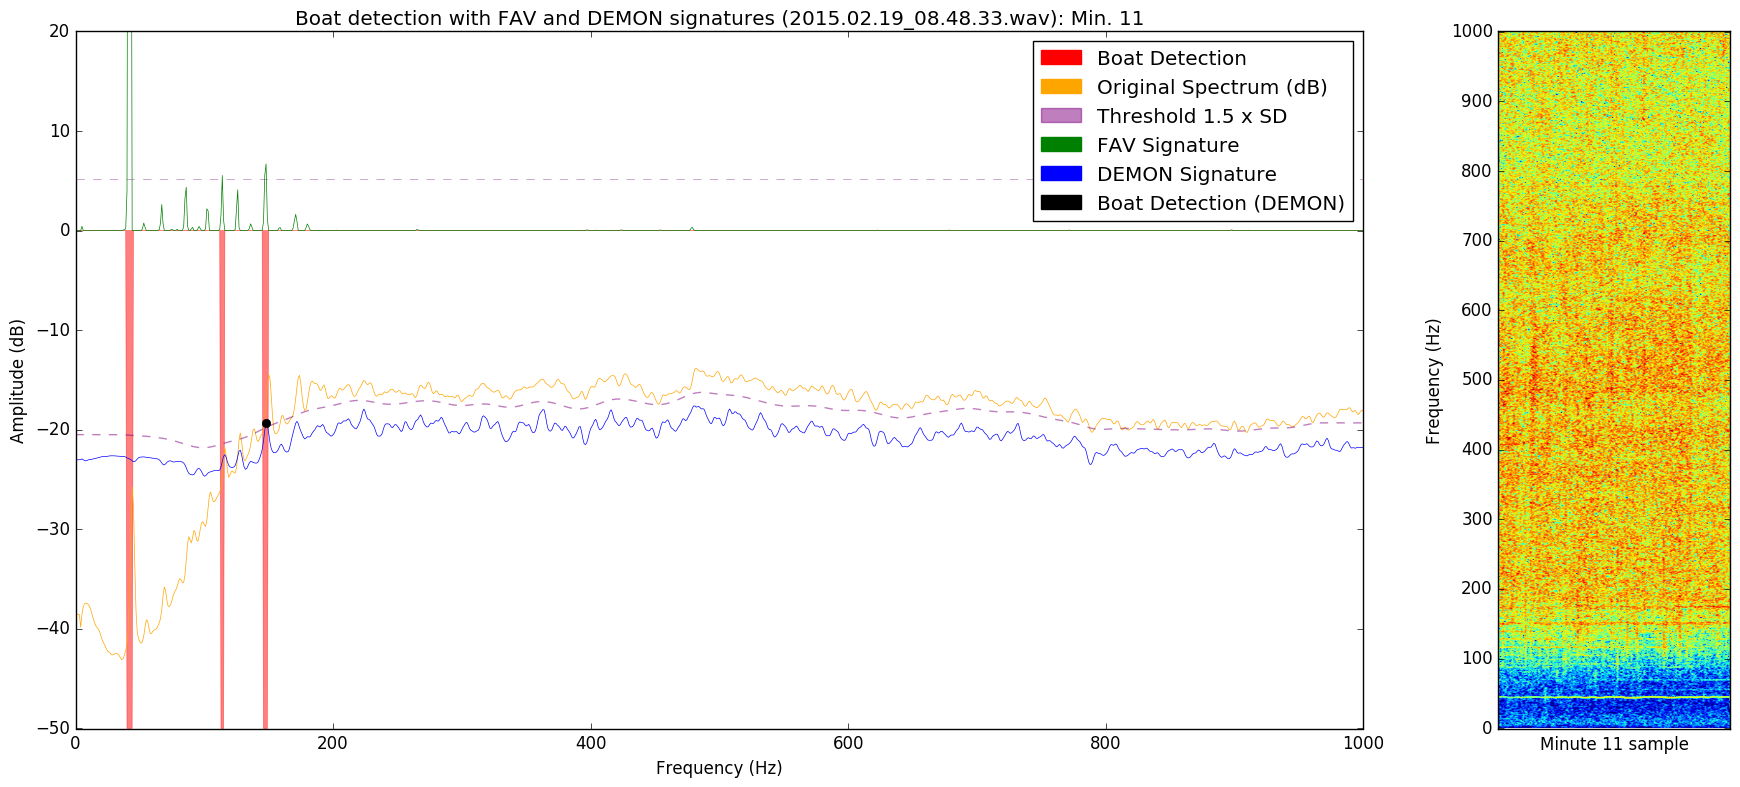 Boat detection with FAV and DEMON signatures (2015.02.19_08.48.33.wav): Min. 11
20
10
0
−10
−20
−30
−40
−50
Amplitude (dB)
0 200 400 600 800 1000
Frequency (Hz)
Boat Detection
Original Spectrum (dB)
Threshold 1.5 x SD
FAV Signature
DEMON Signature
Boat Detection (DEMON)
1000
900
800
700
600
500
400
300
200
100
0
Frequency (Hz)
Minute 11 sample